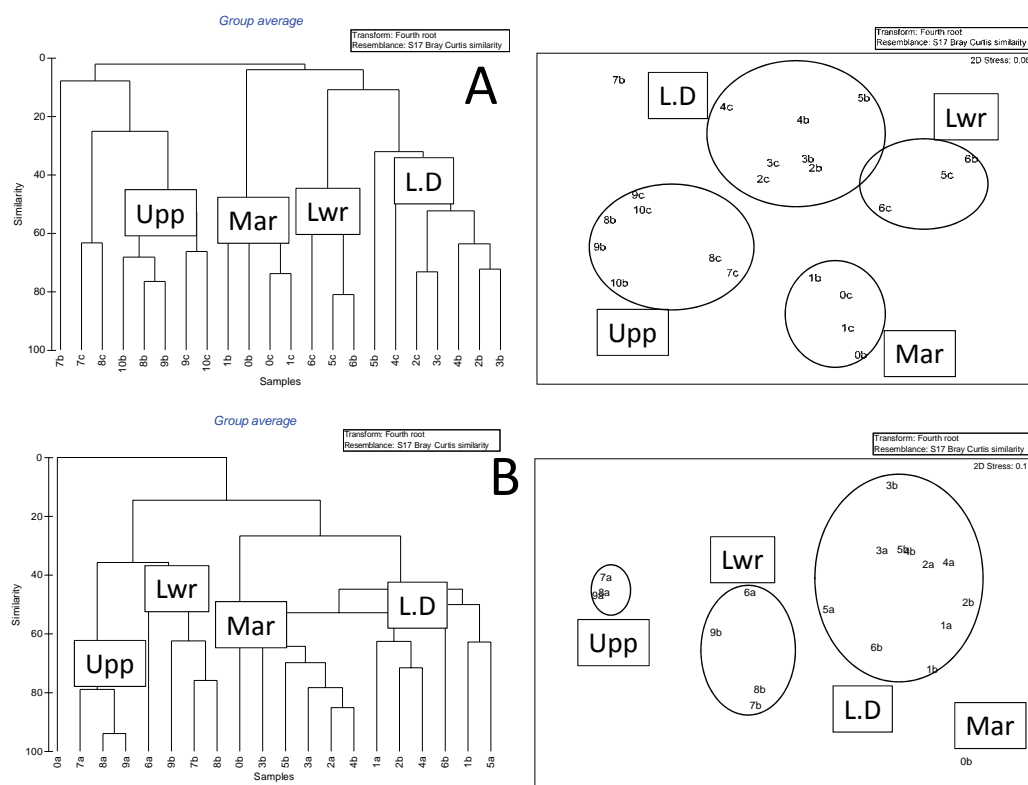 Group average
Transform: Fourth root
Resemblance: S17 Bray Curtis similarity
A
0
20
40
60
80
100
Similarity
Upp
Mar
Lwr
L.D
7b 7c 8c 10b 8b 9b 9c 10c 1b 0b 0c 1c 6c 5c 6b 5b 4c 2c 3c 4b 2b 3b
Samples
Transform: Fourth root
Resemblance: S17 Bray Curtis similarity
2D Stress: 0.06
7b
L.D
4c
5b
4b
Lwr
3c
3b
2b
2c
6b
5c
6c
9c
10c
8b
9b
8c
7c
10b
1b
0c
1c
0b
Upp
Mar
Group average
Transform: Fourth root
Resemblance: S17 Bray Curtis similarity
B
0
20
40
60
80
100
Similarity
Lwr
L.D
Mar
Upp
0a 7a 8a 9a 6a 9b 7b 8b 0b 3b 5b 3a 2a 4b 1a 2b 4a 6b 1b 5a
Samples
Transform: Fourth root
Resemblance: S17 Bray Curtis similarity
2D Stress: 0.1
3b
3a
5b
4b
2a
4a
Lwr
7a
8a
9a
6a
2b
5a
1a
9b
6b
1b
Upp
8b
7b
L.D
Mar
0b